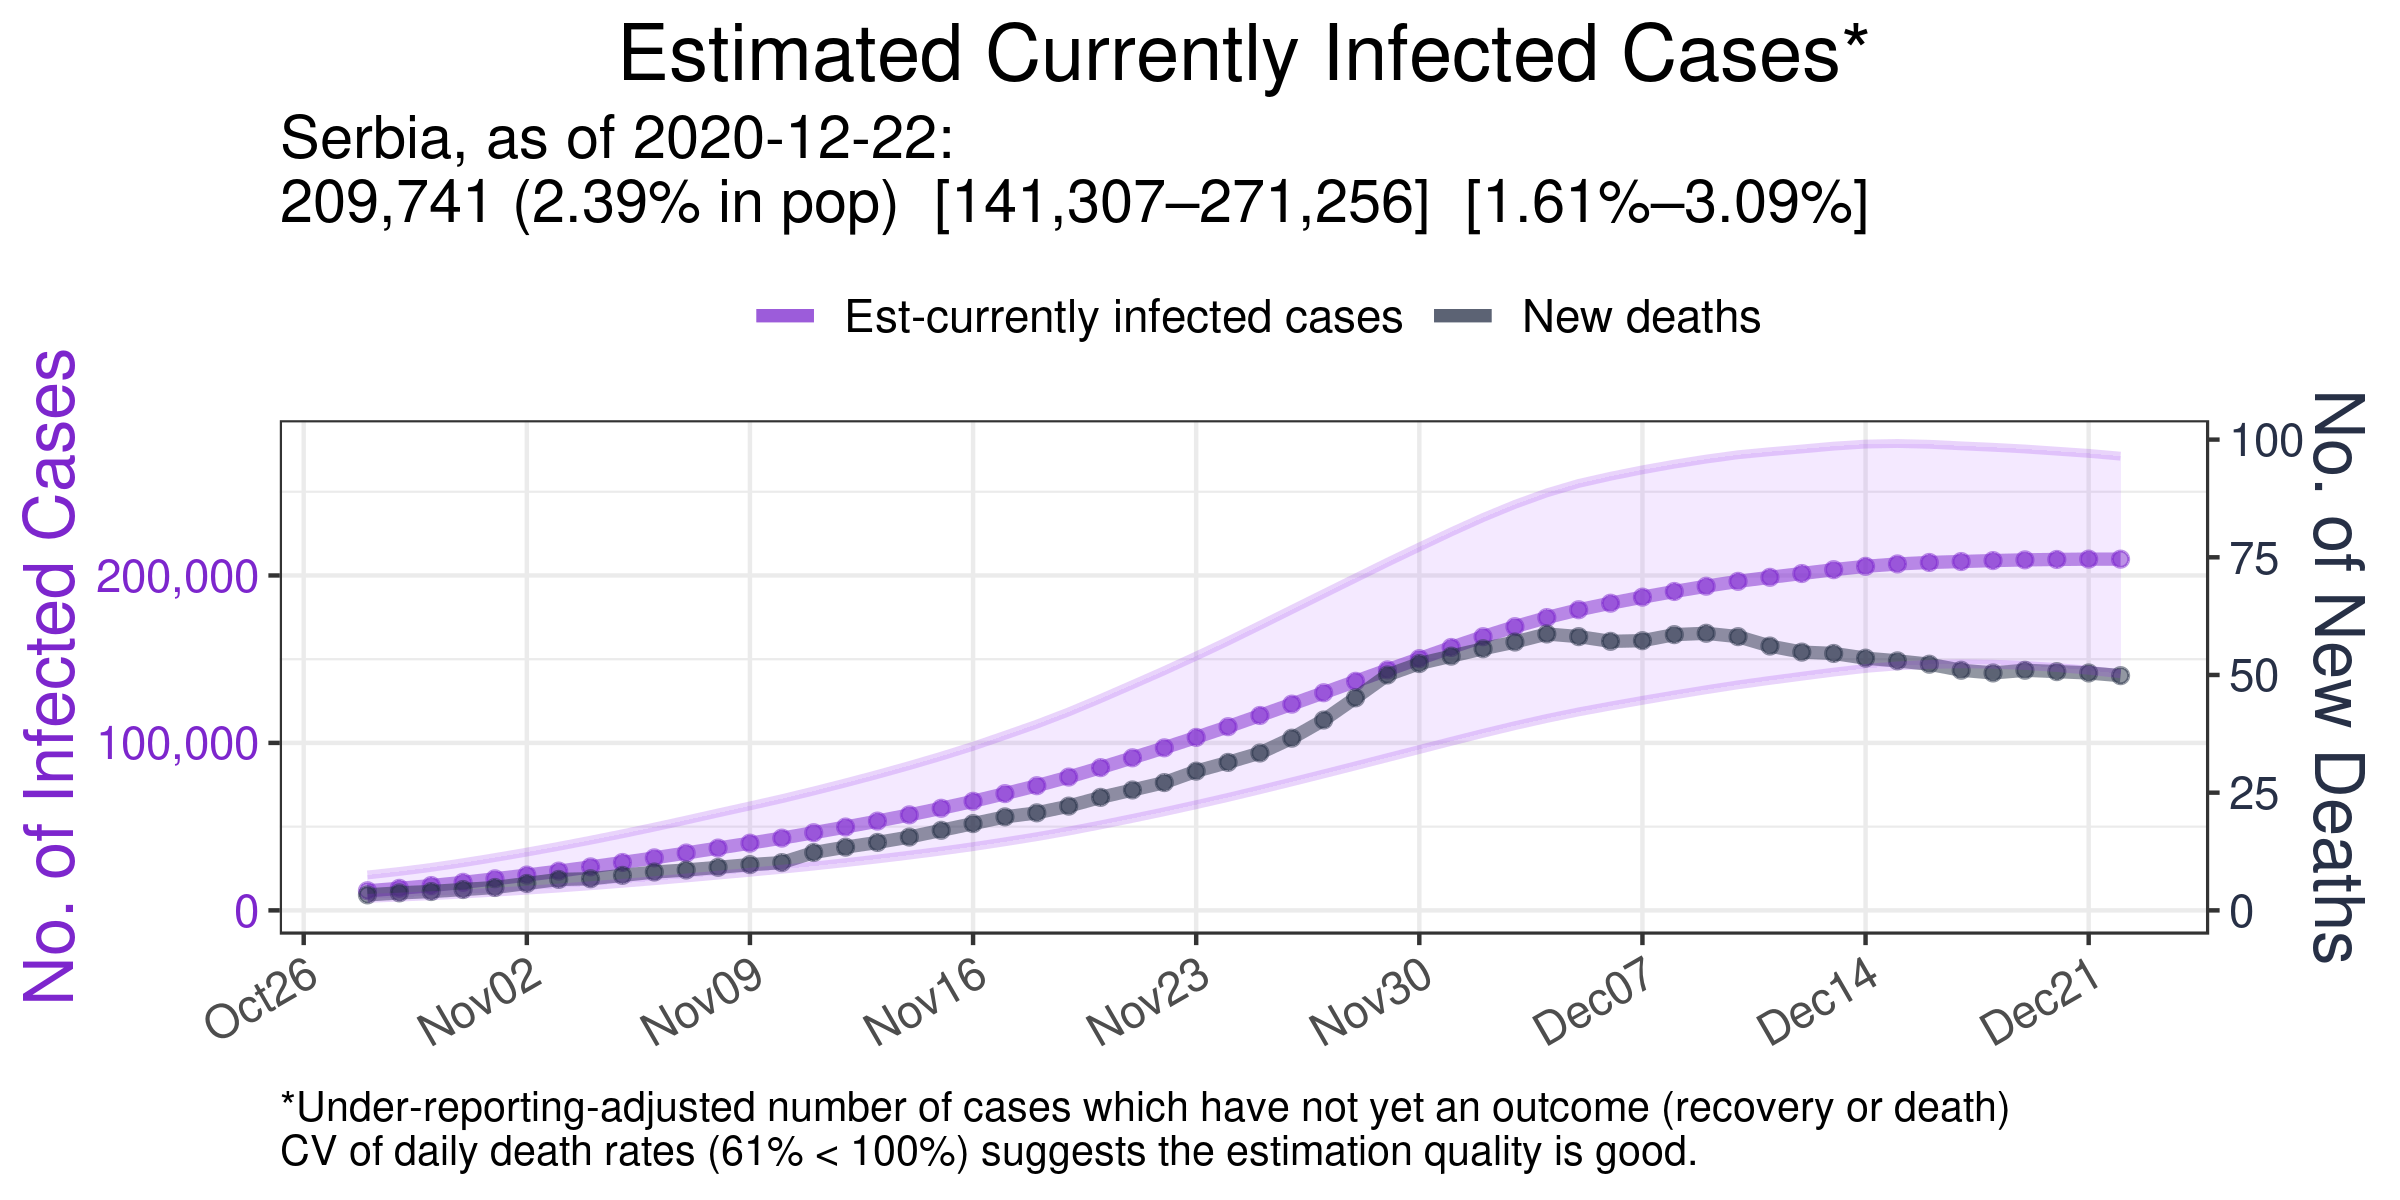 Estimated Currently Infected Cases*
Serbia, as of 2020-12-22:
209,741 (2.39% in pop)  [141,307–271,256]  [1.61%–3.09%]
Est-currently infected cases
New deaths
No. of Infected Cases
200,000
100,000
0
100
75
50
25
0
No. of New Deaths
Oct26
Nov02
Nov09
Nov16
Nov23
Nov30
Dec07
Dec14
Dec21
*Under-reporting-adjusted number of cases which have not yet an outcome (recovery or death)
CV of daily death rates (61% < 100%) suggests the estimation quality is good.